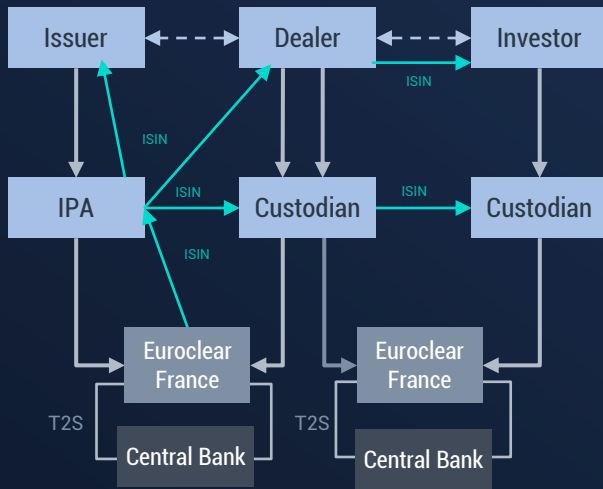 Issuer
Dealer
Investor
ISIN
ISIN
IPA
ISIN
Custodian
ISIN
Custodian
ISIN
Euroclear
France
Euroclear
France
T2S
T2S
Central Bank
Central Bank